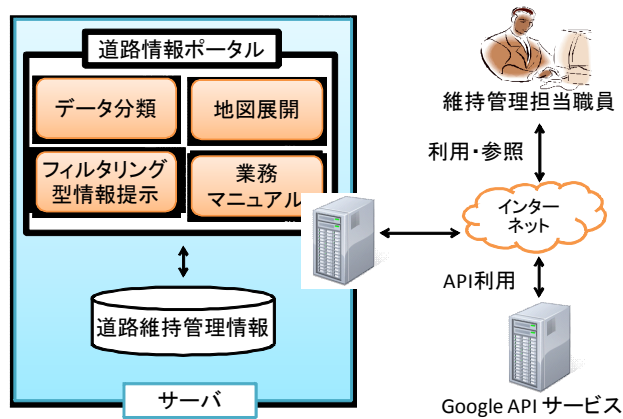 道路情報ポータル
データ分類
地図展開
フィルタリング
型情報提示
業務
マニュアル
道路維持管理情報
サーバ
維持管理担当職員
利用・参照
インター
ネット
API利用
Google API サービス